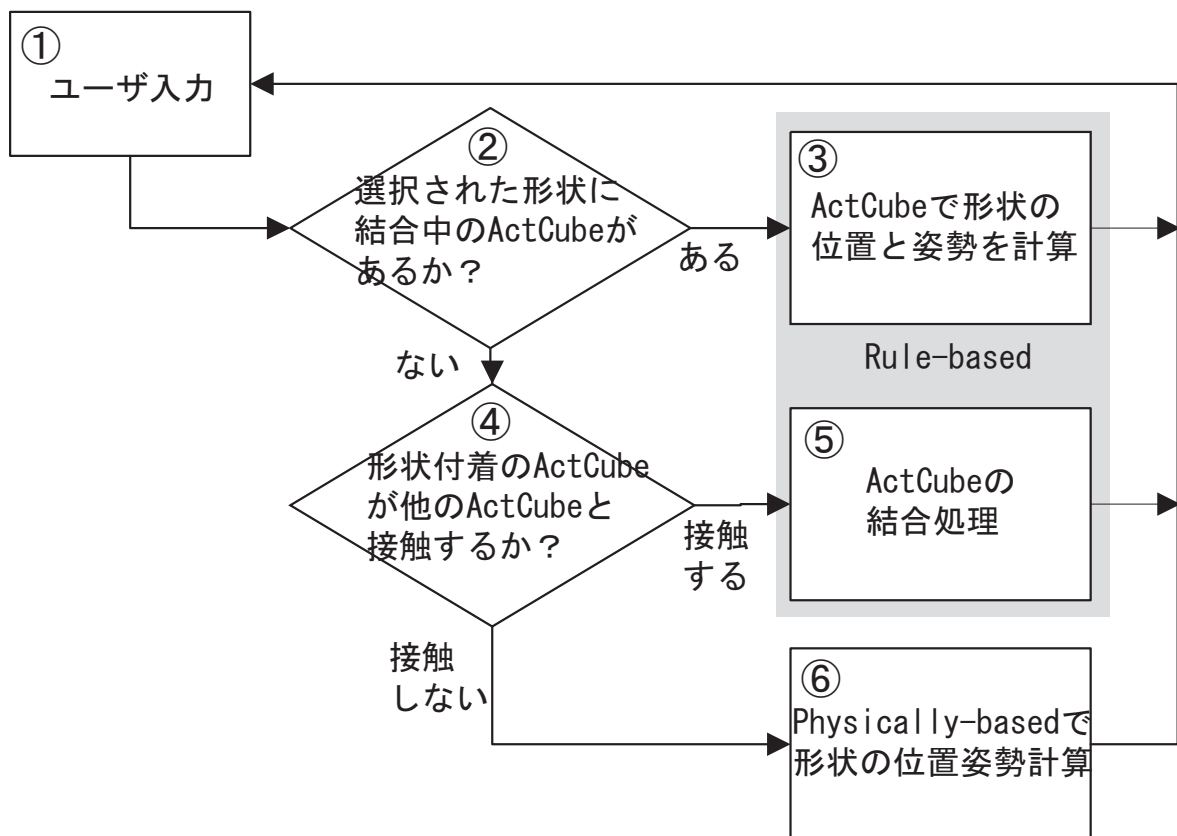 ①
ユーザ入力
②
選択された形状に
結合中のActCubeが
あるか？
ある
ない
③
ActCubeで形状の
位置と姿勢を計算
Rule-based
④
形状付着のActCube
が他のActCubeと
接触するか？
接触
する
接触
しない
⑤
ActCubeの
結合処理
⑥
Physically-basedで
形状の位置姿勢計算